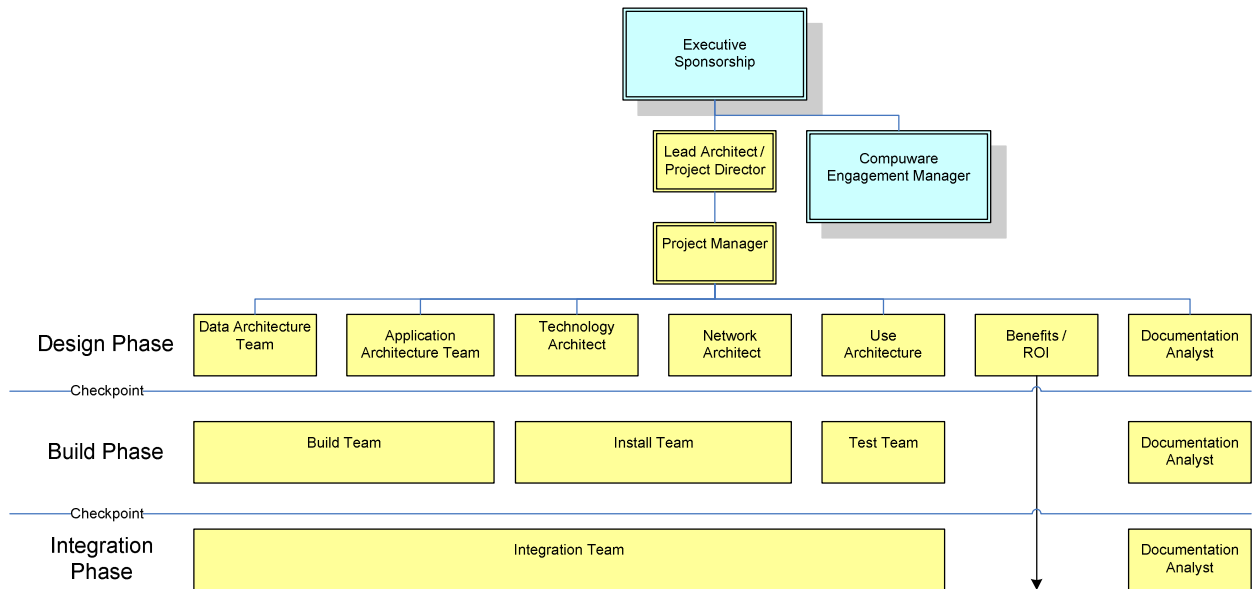 Executive
Sponsorship
Lead Architect /
Project Director
Compuware
Engagement Manager
Project Manager
Design Phase
Data Architecture
Team
Application
Architecture Team
Technology
Architect
Network
Architect
Use
Architecture
Benefits /
ROI
Documentation
Analyst
Checkpoint
Build Phase
Build Team
Install Team
Test Team
Documentation
Analyst
Checkpoint
Integration
Phase
Integration Team
Documentation
Analyst